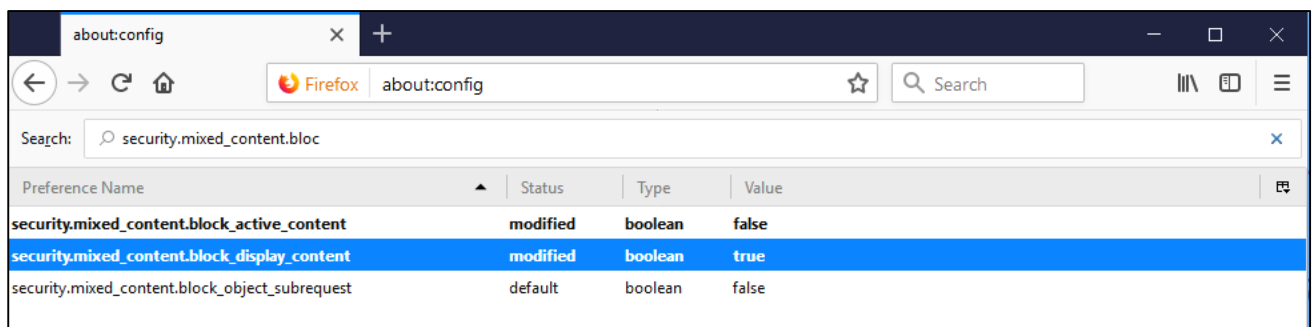 about:config
Firefox about:config Search
Search: security.mixed_content.bloc
Preference Name Status Type Value
security.mixed_content.block_active_content modified boolean false
security.mixed_content.block_display_content modified boolean true
security.mixed_content.block_object_subrequest default boolean false